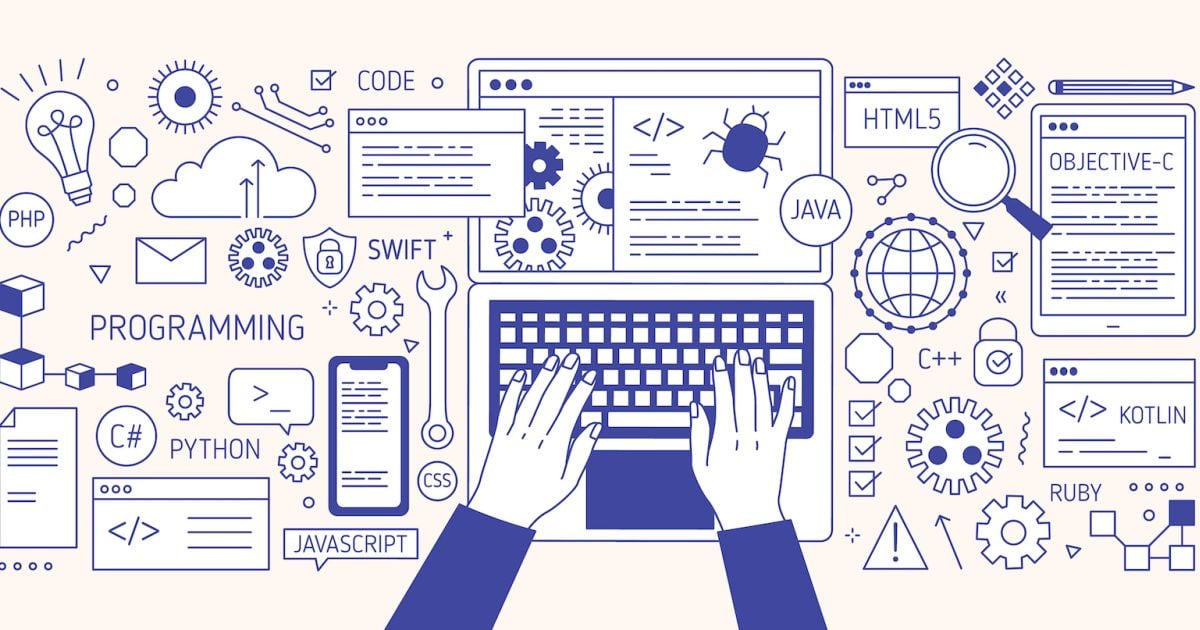 CODE
HTML5
OBJECTIVE-C
</>
PHP
JAVA
SWIFT
PROGRAMMING
C++
>_
</> KOTLIN
C#
PYTHON
CSS
RUBY
</>
JAVASCRIPT
!